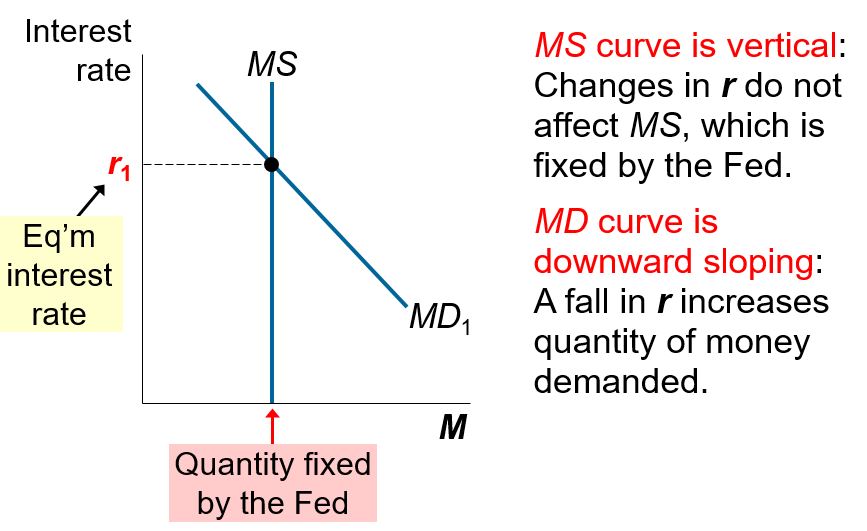 Interest
rate
MS
r1
Eq’m
interest
rate
MD1
M
Quantity fixed
by the Fed
MS curve is vertical:
Changes in r do not
affect MS, which is
fixed by the Fed.
MD curve is
downward sloping:
A fall in r increases
quantity of money
demanded.